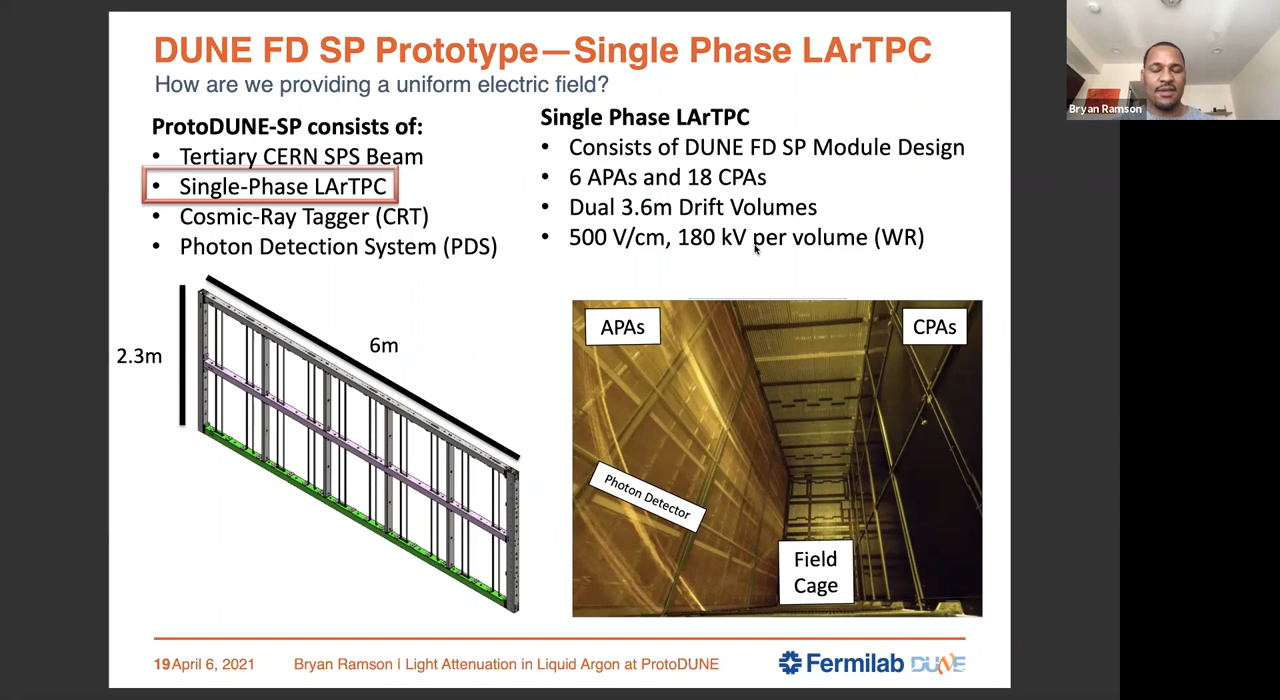 DUNE FD SP Prototype—Single Phase LArTPC
How are we providing a uniform electric field?
ProtoDUNE-SP consists of:
• Tertiary CERN SPS Beam
• Single-Phase LArTPC
• Cosmic-Ray Tagger (CRT)
• Photon Detection System (PDS)
Single Phase LArTPC
• Consists of DUNE FD SP Module Design
• 6 APAs and 18 CPAs
• Dual 3.6m Drift Volumes
• 500 V/cm, 180 kV per volume (WR)
2.3m
6m
APAs
CPAs
Photon Detector
Field
Cage
19 April 6, 2021
Bryan Ramson | Light Attenuation in Liquid Argon at ProtoDUNE
Fermilab DUNE
Bryan Ramson